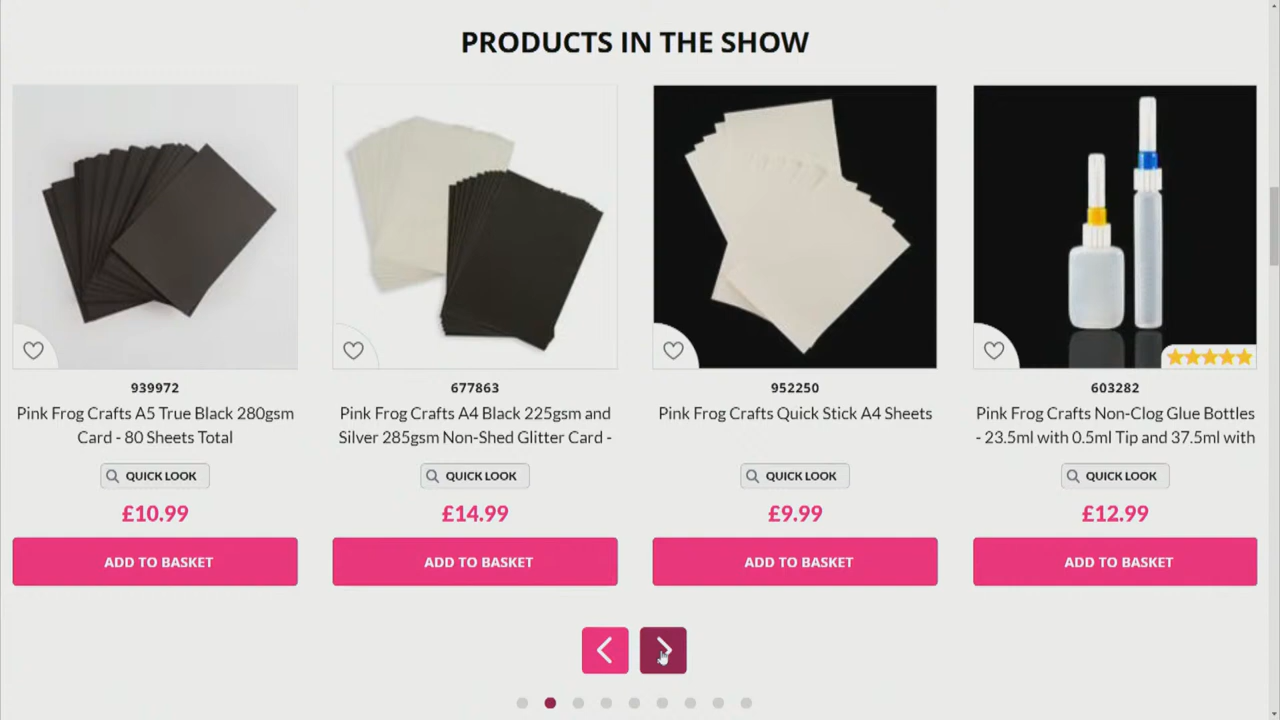 PRODUCTS IN THE SHOW
939972
Pink Frog Crafts A5 True Black 280gsm
Card - 80 Sheets Total
QUICK LOOK
£10.99
ADD TO BASKET
677863
Pink Frog Crafts A4 Black 225gsm and
Silver 285gsm Non-Shed Glitter Card -
QUICK LOOK
£14.99
ADD TO BASKET
952250
Pink Frog Crafts Quick Stick A4 Sheets
QUICK LOOK
£9.99
ADD TO BASKET
603282
Pink Frog Crafts Non-Clog Glue Bottles
- 23.5ml with 0.5ml Tip and 37.5ml with
QUICK LOOK
£12.99
ADD TO BASKET